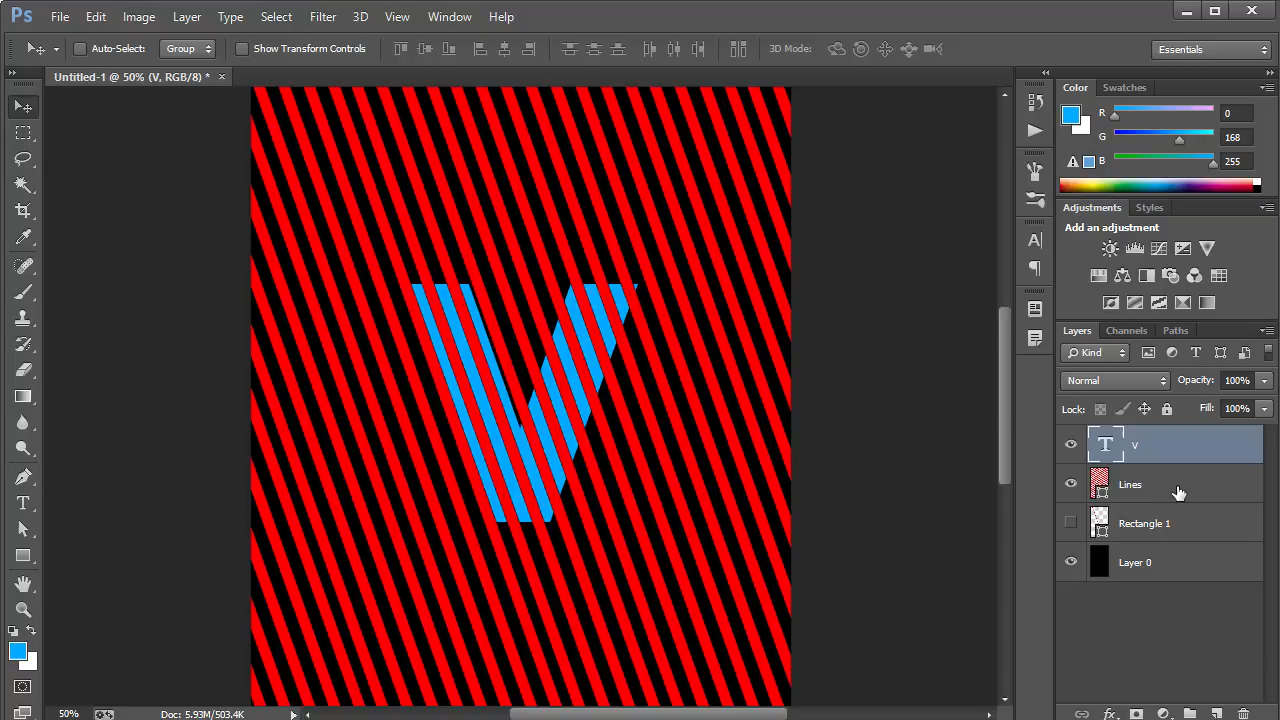 Ps File Edit Image Layer Type Select Filter 3D View Window Help
Auto-Select: Group Show Transform Controls 3D Mode: Essentials
Untitled-1 @ 50% (V, RGB/8) * ×
Color Swatches
R 0
G 168
B 255
Adjustments Styles
Add an adjustment
Layers Channels Paths
Kind
Normal Opacity: 100%
Lock: Fill: 100%
V
Lines
Rectangle 1
Layer 0
50% Doc: 5.93M/503.4K